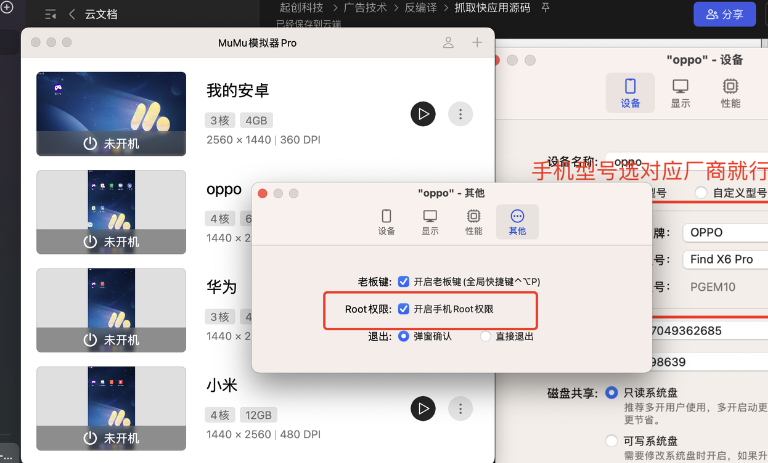 云文档
起创科技 > 广告技术 > 反编译 > 抓取快应用源码
已经保存到云端
分享
MuMu模拟器Pro
我的安卓
3核 4GB
2560 × 1440 | 360 DPI
未开机
oppo
4核
1440 × 2
未开机
华为
3核 4
1440 × 2
未开机
小米
4核 12GB
1440 × 2560 | 480 DPI
未开机
"oppo" - 其他
设备 显示 性能 其他
老板键: 开启老板键(全局快捷键^⌥P)
Root权限: 开启手机Root权限
退出: 弹窗确认 直接退出
"oppo" - 设备
设备 显示 性能
设备名称: oppo
手机型号选对应厂商就行
型号 自定义型号
牌: OPPO
号: Find X6 Pro
号: PGEM10
7049362685
98639
磁盘共享: 只读系统盘
推荐多开用户使用，多开启动更
更节省。
可写系统盘
需要修改系统盘时开启，如果升